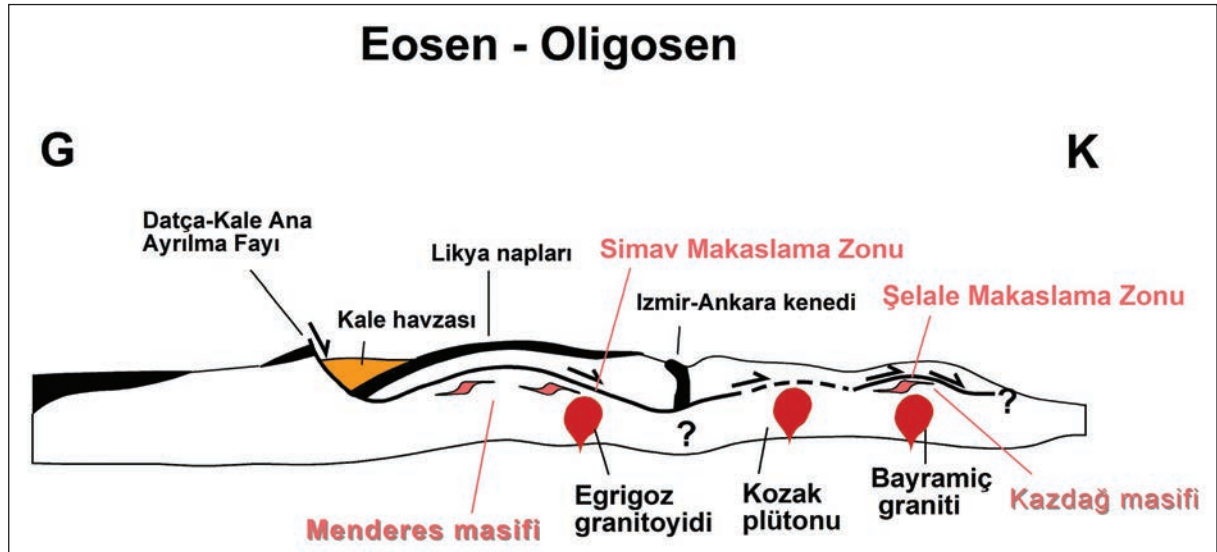 Eosen - Oligosen
G
K
Datça-Kale Ana
Ayrılma Fayı
Likya napları
Simav Makaslama Zonu
Kale havzası
Izmir-Ankara kenedi
Şelale Makaslama Zonu
?
?
Menderes masifi
Egrigoz
granitoyidi
Kozak
plütonu
Bayramiç
graniti
Kazdağ masifi